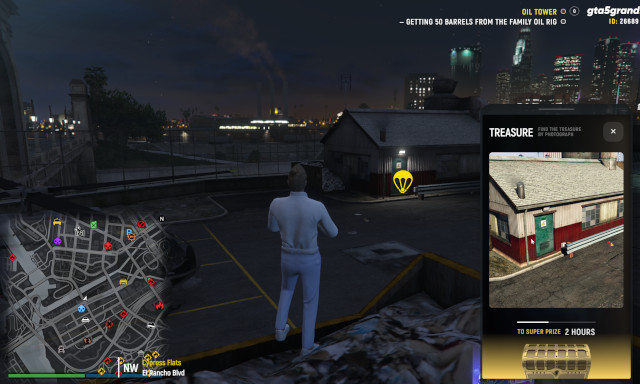 OIL TOWER
– GETTING 50 BARRELS FROM THE FAMILY OIL RIG
gta5grand
ID: 26689
TREASURE
FIND THE TREASURE
BY PHOTOGRAPH
N
TO SUPER PRIZE 2 HOURS
NW
Cypress Flats
El Rancho Blvd